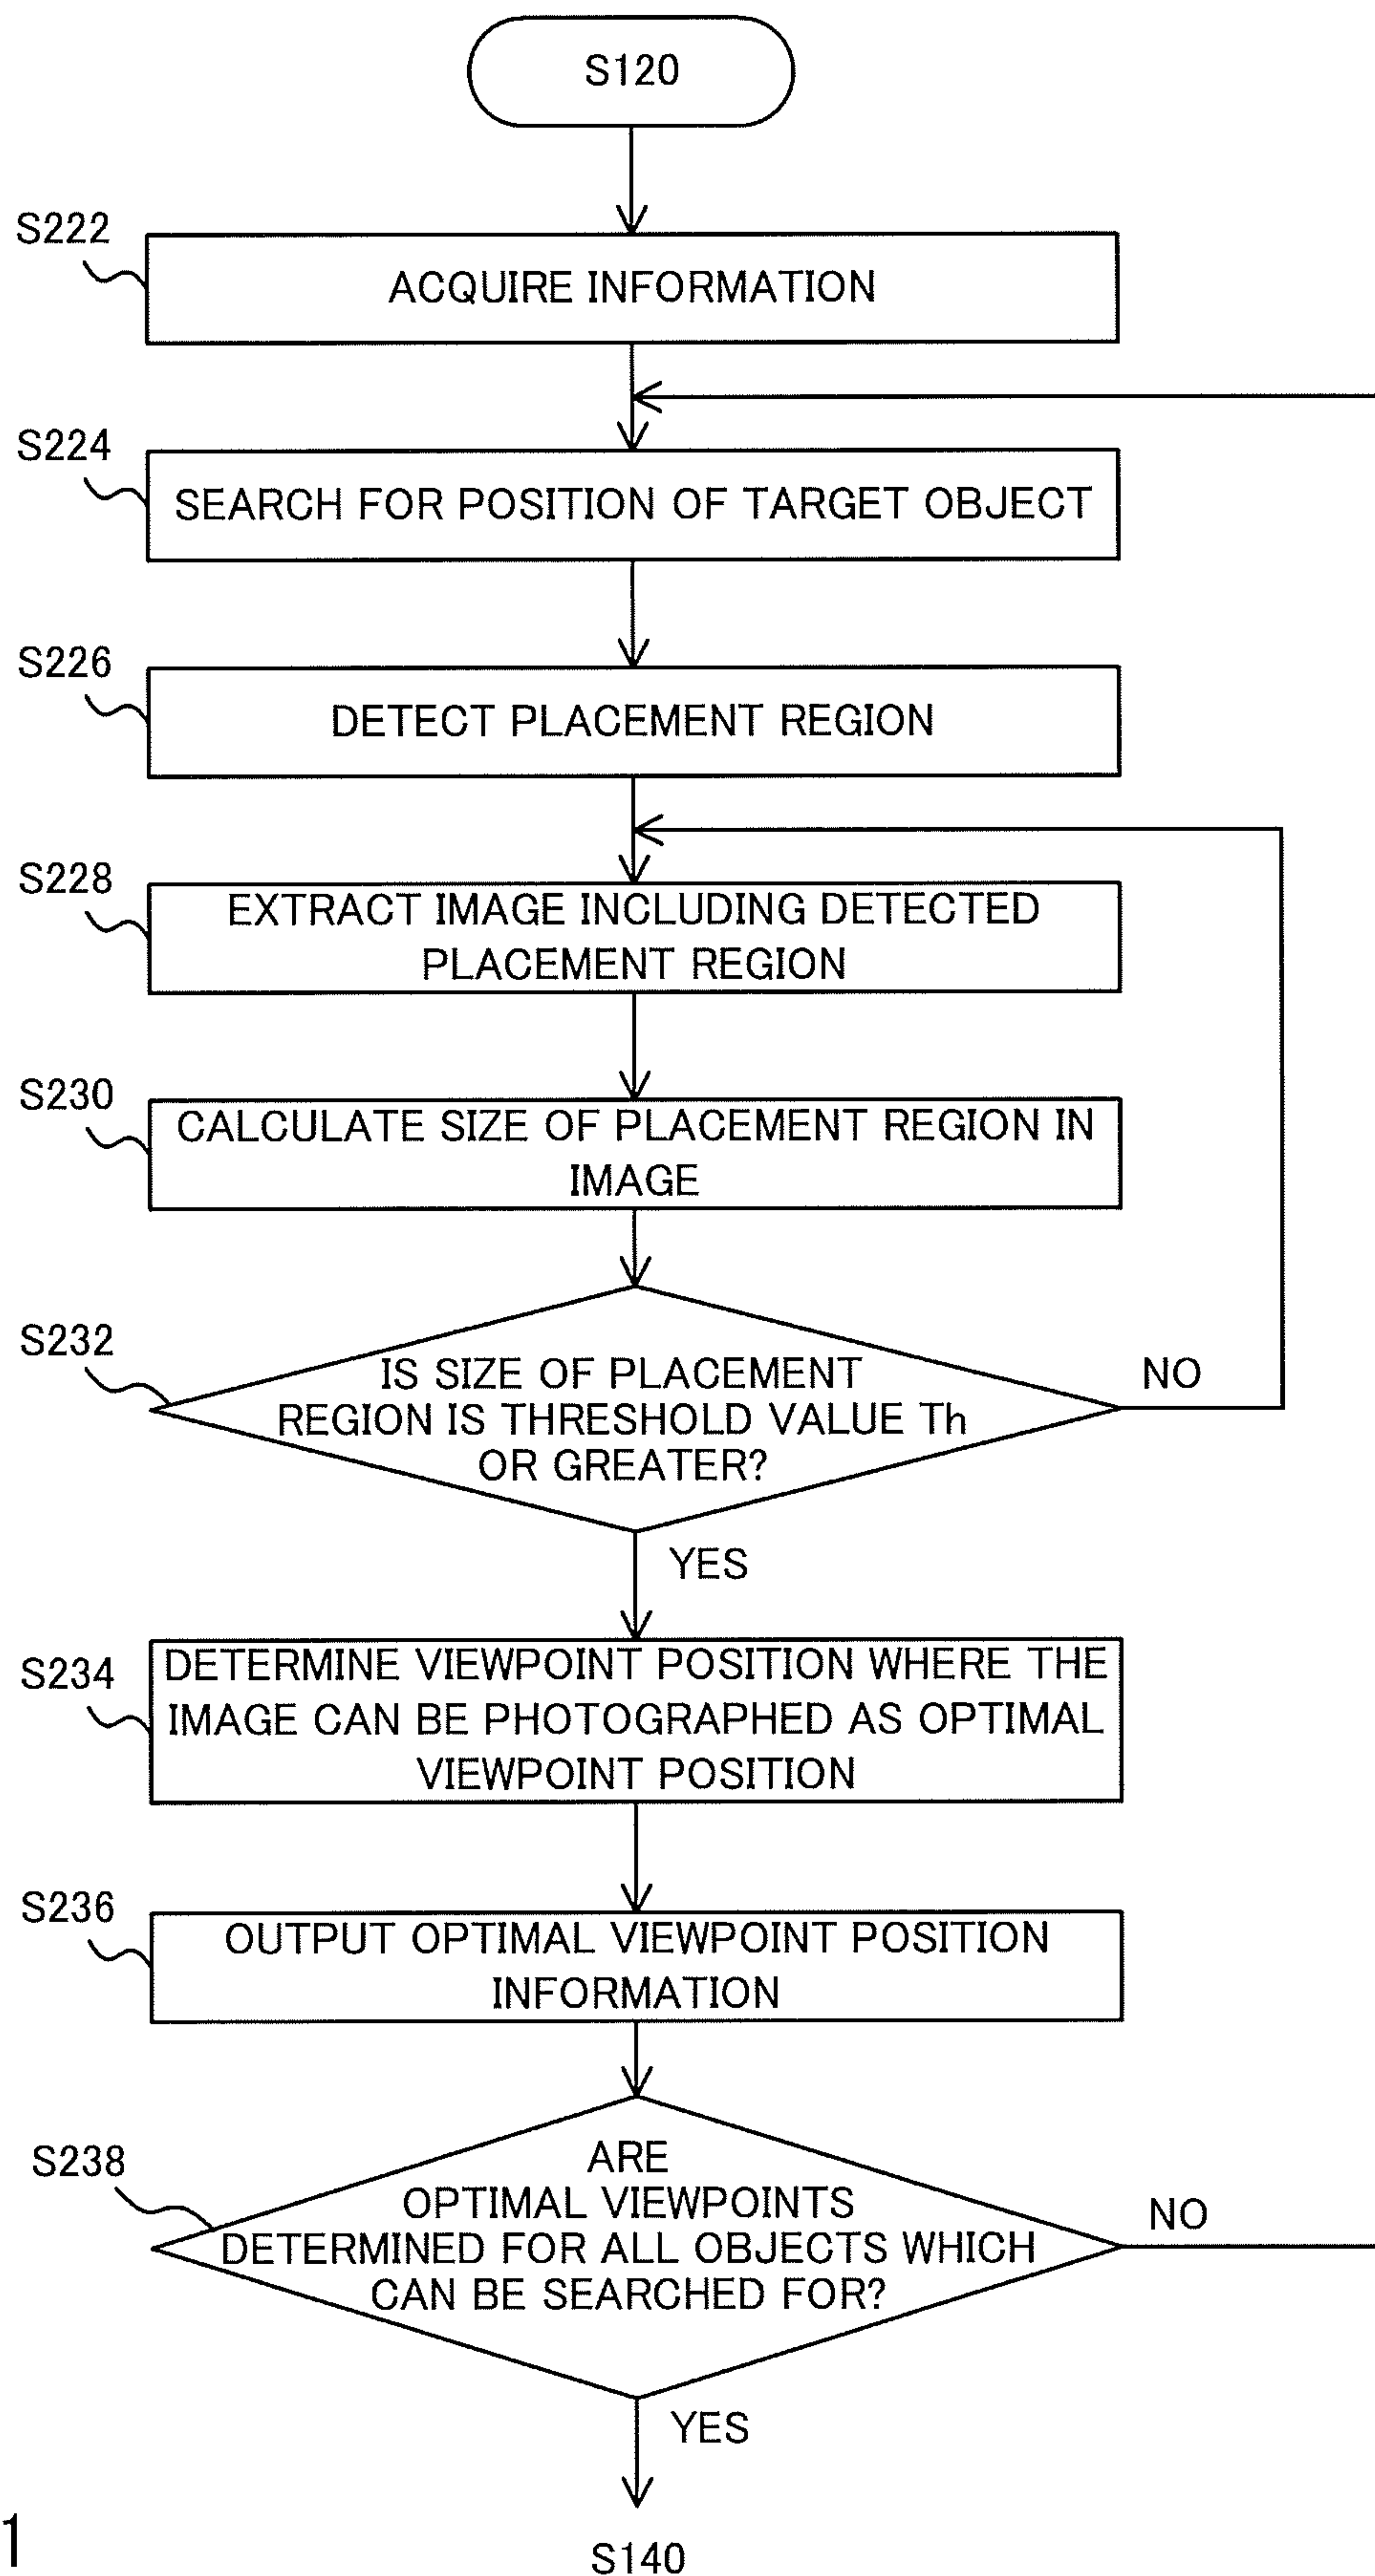 S120
S222
ACQUIRE INFORMATION
S224
SEARCH FOR POSITION OF TARGET OBJECT
S226
DETECT PLACEMENT REGION
S228
EXTRACT IMAGE INCLUDING DETECTED
PLACEMENT REGION
S230
CALCULATE SIZE OF PLACEMENT REGION IN
IMAGE
S232
IS SIZE OF PLACEMENT
REGION IS THRESHOLD VALUE Th
OR GREATER?
NO
YES
S234
DETERMINE VIEWPOINT POSITION WHERE THE
IMAGE CAN BE PHOTOGRAPHED AS OPTIMAL
VIEWPOINT POSITION
S236
OUTPUT OPTIMAL VIEWPOINT POSITION
INFORMATION
S238
ARE
OPTIMAL VIEWPOINTS
DETERMINED FOR ALL OBJECTS WHICH
CAN BE SEARCHED FOR?
NO
YES
1
S140